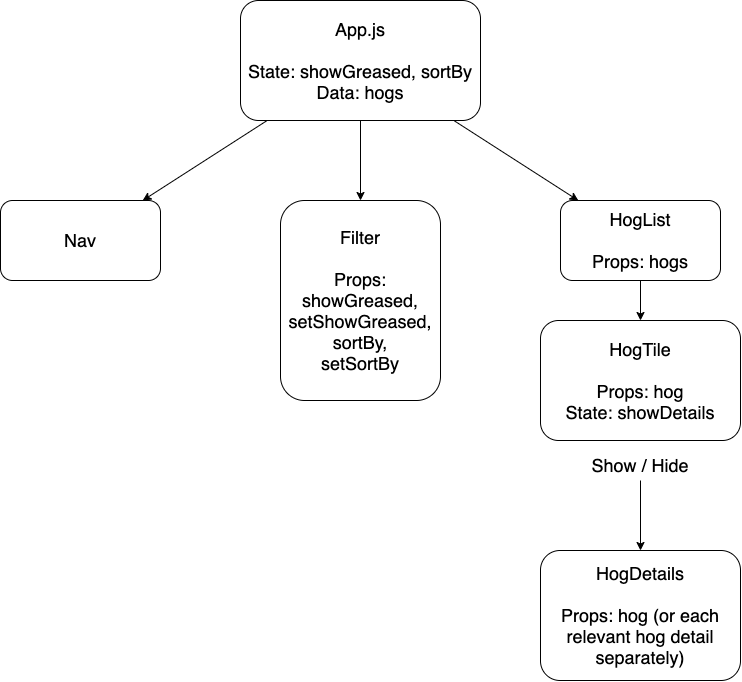 App.js
State: showGreased, sortBy
Data: hogs
Nav
Filter
Props:
showGreased,
setShowGreased,
sortBy,
setSortBy
HogList
Props: hogs
HogTile
Props: hog
State: showDetails
Show / Hide
HogDetails
Props: hog (or each
relevant hog detail
separately)